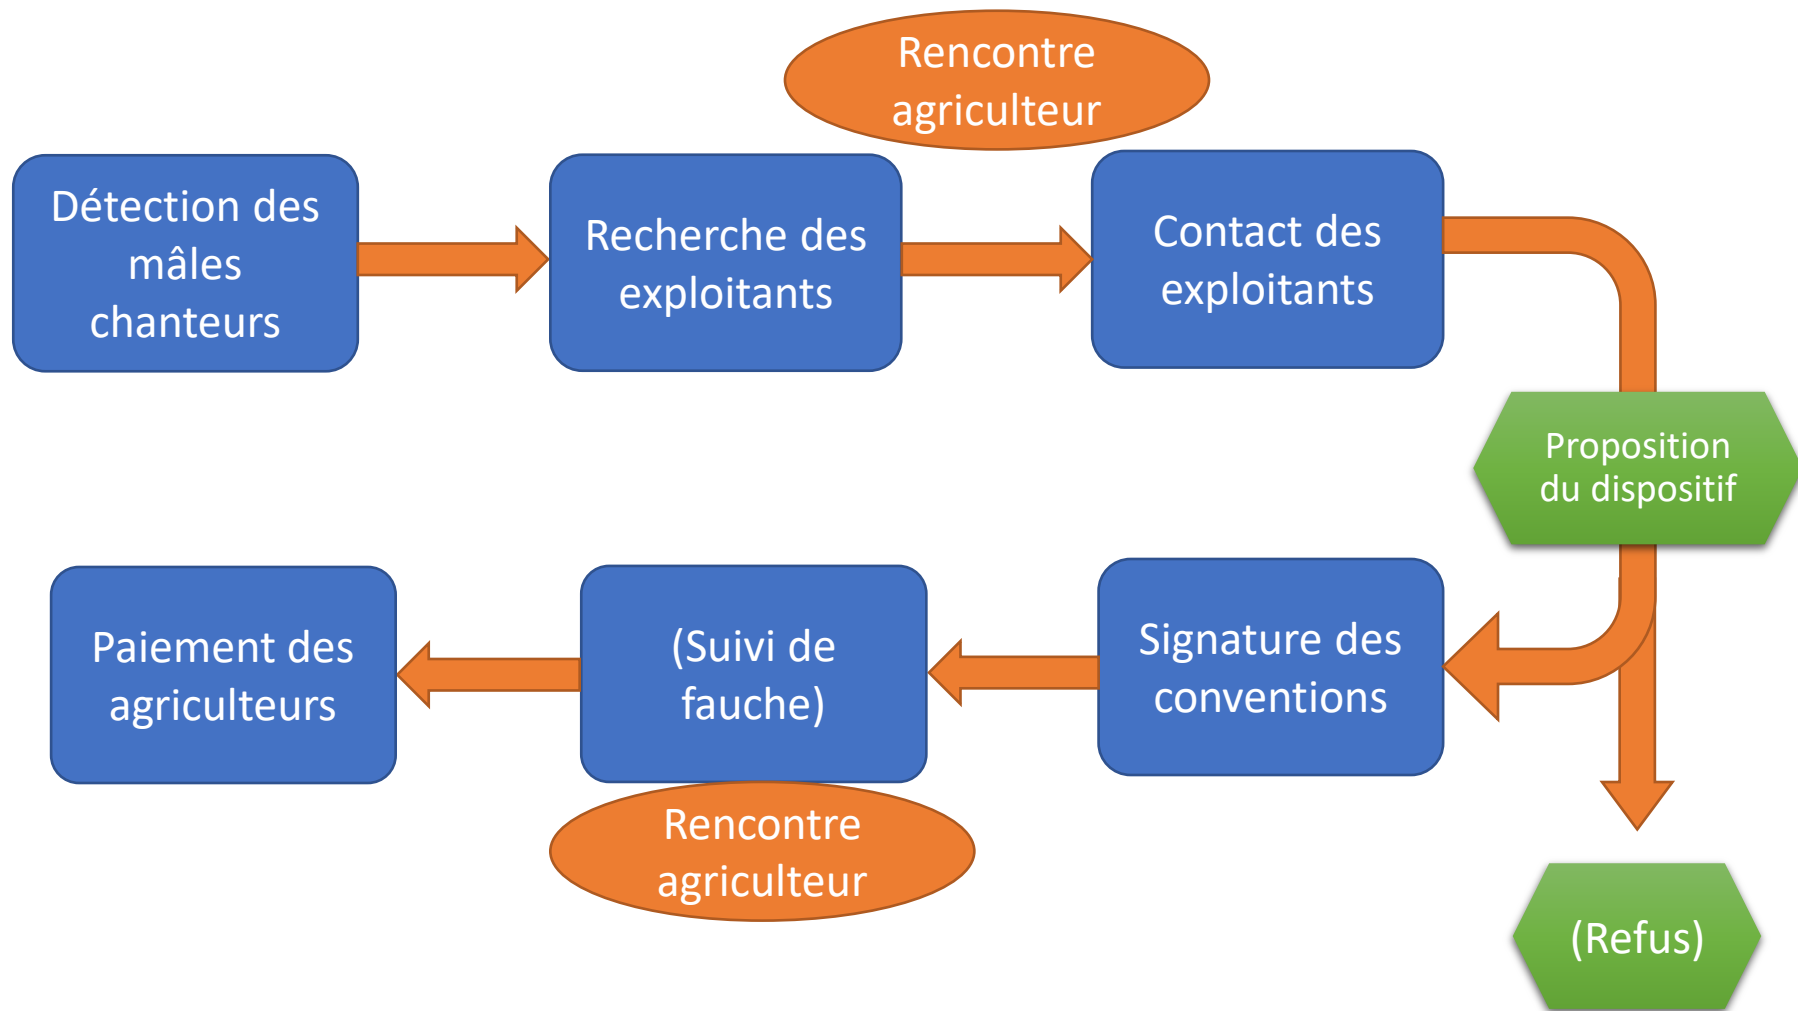 Rencontre
agriculteur
Détection des
mâles
chanteurs
Recherche des
exploitants
Contact des
exploitants
Proposition
du dispositif
Paiement des
agriculteurs
(Suivi de
fauche)
Signature des
conventions
Rencontre
agriculteur
(Refus)